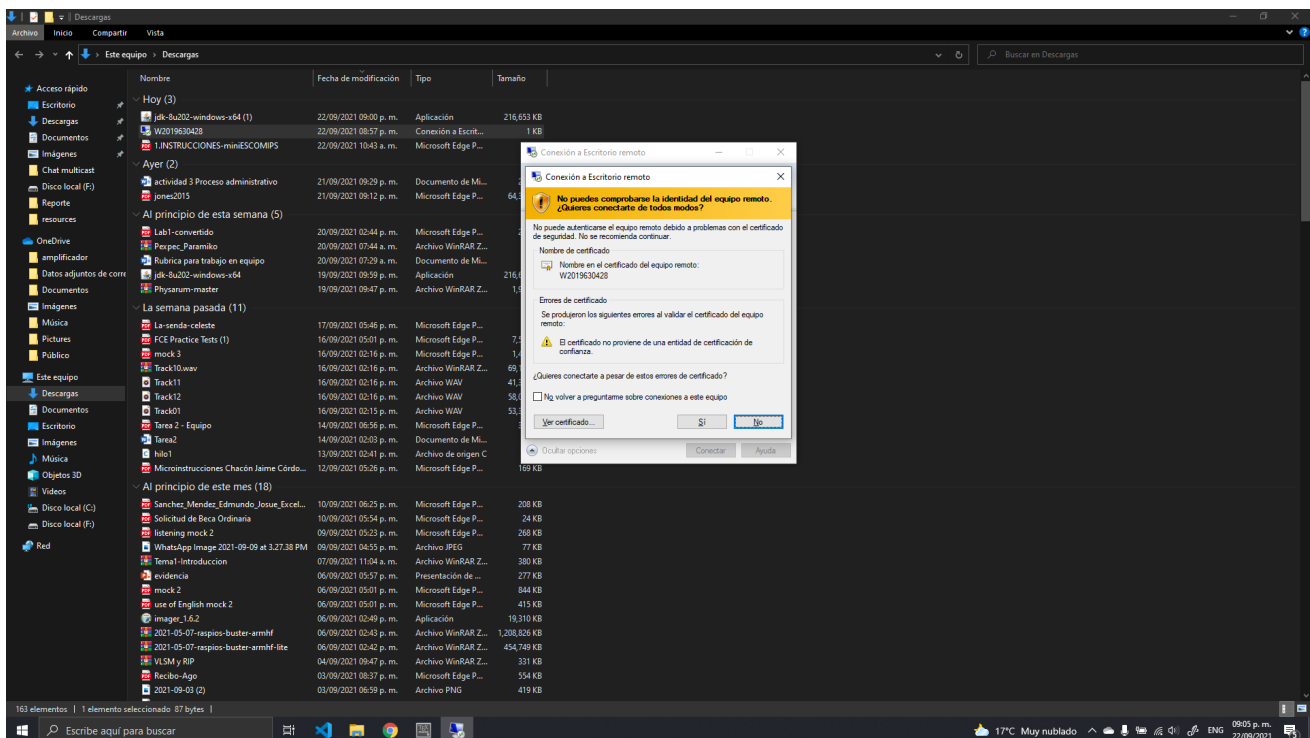 Descargas
Archivo Inicio Compartir Vista
Este equipo > Descargas
Buscar en Descargas
Nombre Fecha de modificación Tipo Tamaño
Acceso rápido
Escritorio
Descargas
Documentos
Imágenes
Chat multicast
Disco local (F:)
Reporte
resources
OneDrive
amplificador
Datos adjuntos de corre
Documentos
Imágenes
Música
Pictures
Público
Este equipo
Descargas
Documentos
Escritorio
Imágenes
Música
Objetos 3D
Videos
Disco local (C:)
Disco local (F:)
Red
Hoy (3)
jdk-8u202-windows-x64 (1) 22/09/2021 09:00 p. m. Aplicación 216,653 KB
W2019630428 22/09/2021 08:57 p. m. Conexión a Escrit... 1 KB
1.INSTRUCCIONES-miniESCOMIPS 22/09/2021 10:43 a. m. Microsoft Edge P...
Ayer (2)
actividad 3 Proceso administrativo 21/09/2021 09:29 p. m. Documento de Mi...
jones2015 21/09/2021 09:12 p. m. Microsoft Edge P... 64,
Al principio de esta semana (5)
Lab1-convertido 20/09/2021 02:44 p. m. Microsoft Edge P...
Pexpec_Paramiko 20/09/2021 07:44 a. m. Archivo WinRAR Z...
Rubrica para trabajo en equipo 20/09/2021 07:29 a. m. Documento de Mi...
jdk-8u202-windows-x64 19/09/2021 09:59 p. m. Aplicación 216,
Physarum-master 19/09/2021 09:47 p. m. Archivo WinRAR Z... 1,
La semana pasada (11)
La-senda-celeste 17/09/2021 05:46 p. m. Microsoft Edge P...
FCE Practice Tests (1) 16/09/2021 05:01 p. m. Microsoft Edge P... 7,
mock 3 16/09/2021 02:16 p. m. Microsoft Edge P... 1,
Track10.wav 16/09/2021 02:16 p. m. Archivo WinRAR Z... 69,
Track11 16/09/2021 02:16 p. m. Archivo WAV 41,
Track12 16/09/2021 02:16 p. m. Archivo WAV 58,
Track01 16/09/2021 02:15 p. m. Archivo WAV 53,
Tarea 2 - Equipo 14/09/2021 06:56 p. m. Microsoft Edge P...
Tarea2 14/09/2021 02:03 p. m. Documento de Mi...
hilo1 13/09/2021 02:41 p. m. Archivo de origen C
Microinstrucciones Chacón Jaime Córdo... 12/09/2021 05:26 p. m. Microsoft Edge P... 169 KB
Al principio de este mes (18)
Sanchez_Mendez_Edmundo_Josue_Excel... 10/09/2021 06:25 p. m. Microsoft Edge P... 208 KB
Solicitud de Beca Ordinaria 10/09/2021 05:54 p. m. Microsoft Edge P... 24 KB
listening mock 2 09/09/2021 05:23 p. m. Microsoft Edge P... 268 KB
WhatsApp Image 2021-09-09 at 3.27.38 PM 09/09/2021 04:55 p. m. Archivo JPEG 77 KB
Tema1-Introduccion 07/09/2021 11:04 a. m. Archivo WinRAR Z... 380 KB
evidencia 06/09/2021 05:57 p. m. Presentación de ... 277 KB
mock 2 06/09/2021 05:01 p. m. Microsoft Edge P... 844 KB
use of English mock 2 06/09/2021 05:01 p. m. Microsoft Edge P... 415 KB
imager_1.6.2 06/09/2021 02:49 p. m. Aplicación 19,310 KB
2021-05-07-raspios-buster-armhf 06/09/2021 02:43 p. m. Archivo WinRAR Z... 1,208,826 KB
2021-05-07-raspios-buster-armhf-lite 06/09/2021 02:42 p. m. Archivo WinRAR Z... 454,749 KB
VLSM y RIP 04/09/2021 09:47 p. m. Archivo WinRAR Z... 331 KB
Recibo-Ago 03/09/2021 08:37 p. m. Microsoft Edge P... 554 KB
2021-09-03 (2) 03/09/2021 06:59 p. m. Archivo PNG 419 KB
Conexión a Escritorio remoto
Conexión a Escritorio remoto
No puedes comprobarse la identidad del equipo remoto.
¿Quieres conectarte de todos modos?
No puede autenticarse el equipo remoto debido a problemas con el certificado
de seguridad. No se recomienda continuar.
Nombre de certificado
Nombre en el certificado del equipo remoto:
W2019630428
Errores de certificado
Se produjeron los siguientes errores al validar el certificado del equipo
remoto:
El certificado no proviene de una entidad de certificación de
confianza.
¿Quieres conectarte a pesar de estos errores de certificado?
No volver a preguntarme sobre conexiones a este equipo
Ver certificado... Sí No
Ocultar opciones Conectar Ayuda
163 elementos 1 elemento seleccionado 87 bytes
Escribe aquí para buscar
17°C Muy nublado ENG 09:05 p. m.
22/09/2021